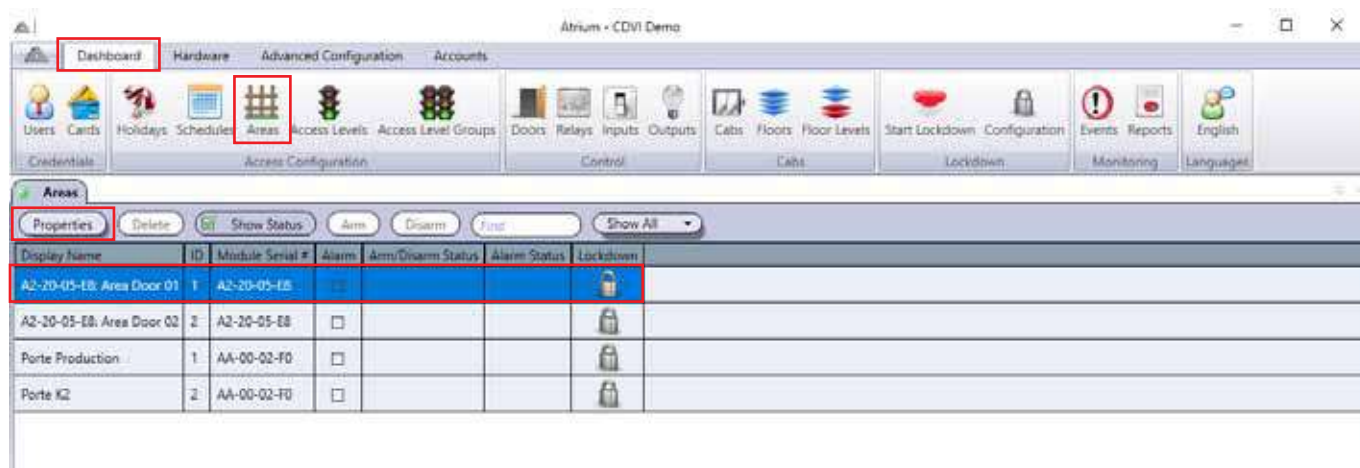 Atrium - CDVI Demo
Dashboard Hardware Advanced Configuration Accounts
Users Cards Holidays Schedules Areas Access Levels Access Level Groups Doors Relays Inputs Outputs Cabs Floors Floor Levels Start Lockdown Configuration Events Reports English
Credentials Access Configuration Control Cabs Lockdown Monitoring Languages
Areas
Properties Delete Show Status Arm Disarm Find Show All
Display Name ID Module Serial # Alarm Arm/Disarm Status Alarm Status Lockdown
A2-20-05-E8: Area Door 01 1 A2-20-05-E8
A2-20-05-E8: Area Door 02 2 A2-20-05-E8
Porte Production 1 AA-00-02-F0
Porte K2 2 AA-00-02-F0